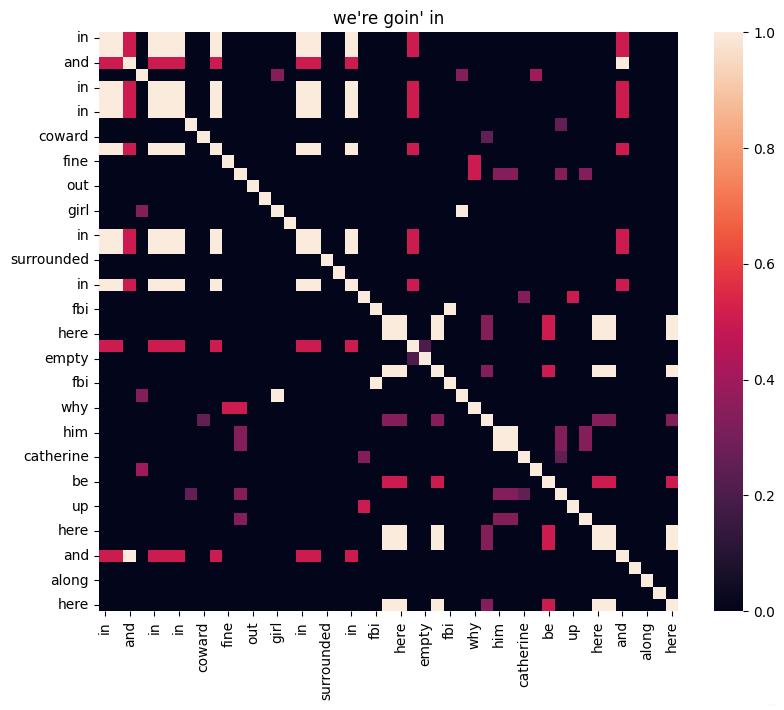 we're goin' in
in
and
in
in
coward
fine
out
girl
in
surrounded
in
fbi
here
empty
fbi
why
him
catherine
be
up
here
and
along
here
in
and
in
in
coward
fine
out
girl
in
surrounded
in
fbi
here
empty
fbi
why
him
catherine
be
up
here
and
along
here
1.0
0.8
0.6
0.4
0.2
0.0